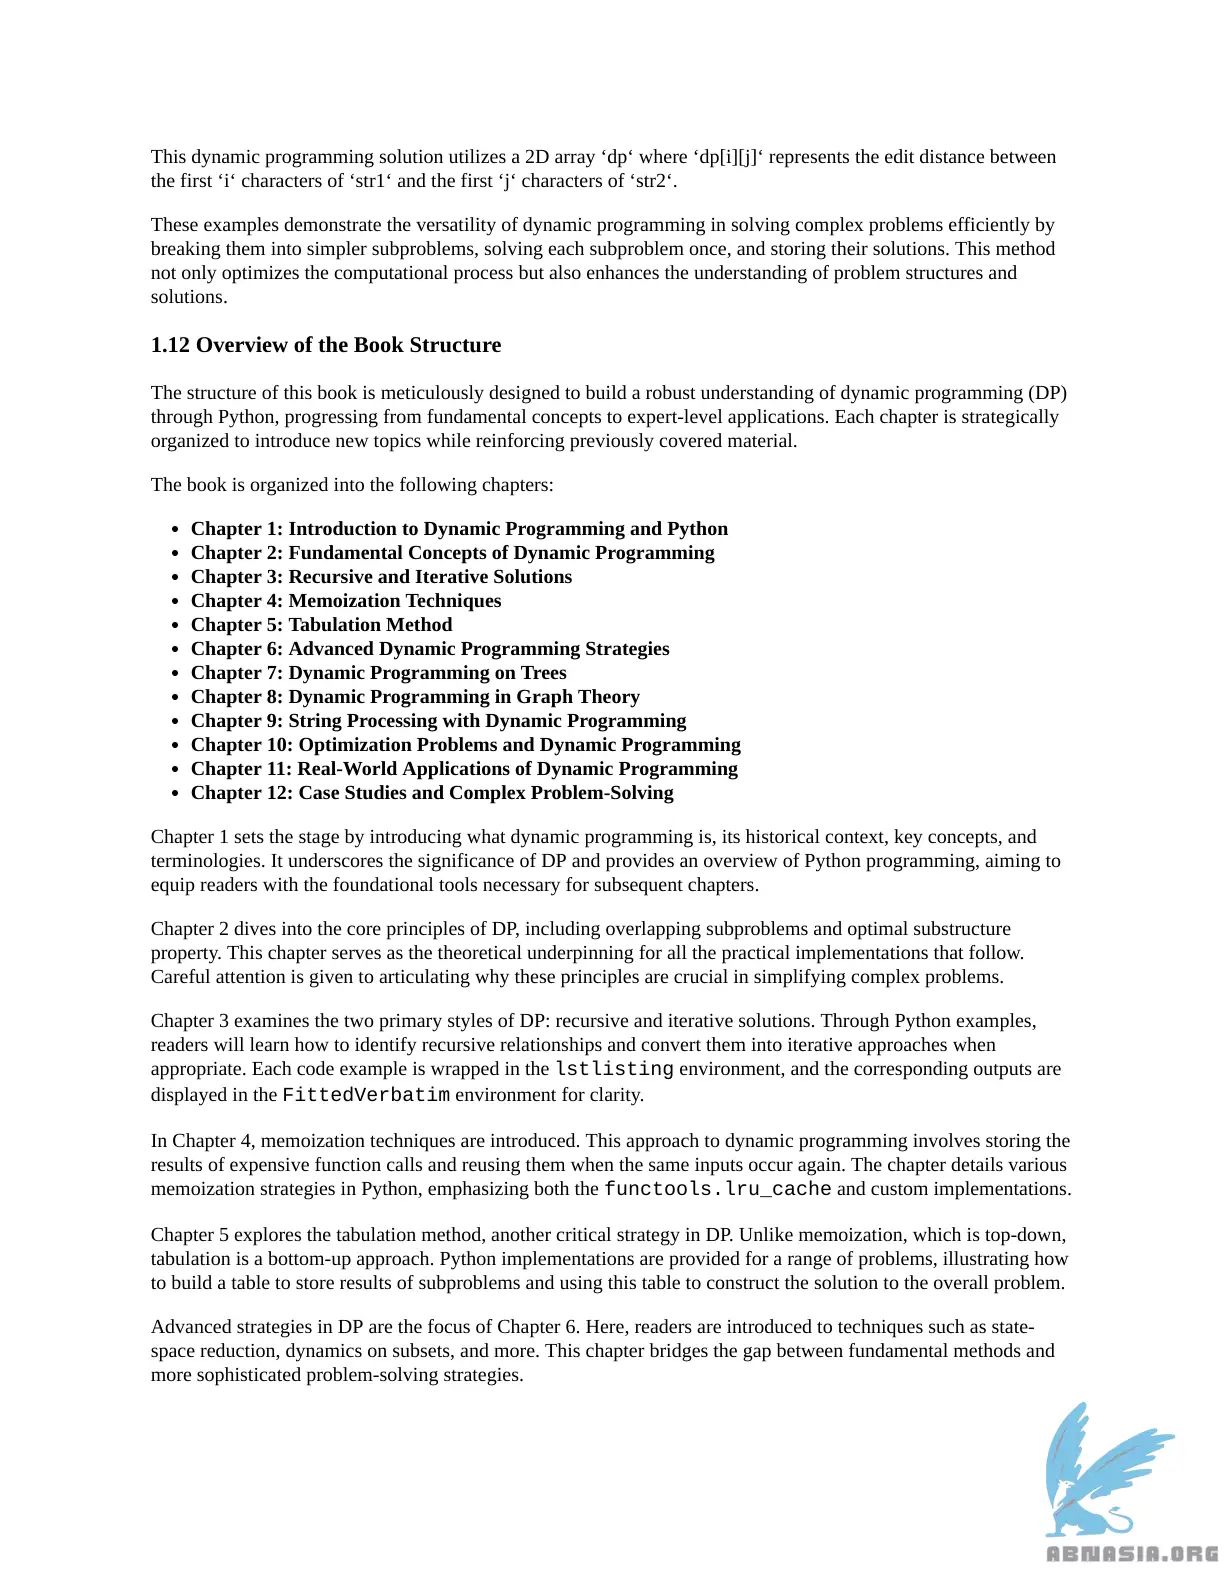 This dynamic programming solution utilizes a 2D array ‘dp‘ where ‘dp[i][j]‘ represents the edit distance between
the first ‘i‘ characters of ‘str1‘ and the first ‘j‘ characters of ‘str2‘.
These examples demonstrate the versatility of dynamic programming in solving complex problems efficiently by
breaking them into simpler subproblems, solving each subproblem once, and storing their solutions. This method
not only optimizes the computational process but also enhances the understanding of problem structures and
solutions.
1.12 Overview of the Book Structure
The structure of this book is meticulously designed to build a robust understanding of dynamic programming (DP)
through Python, progressing from fundamental concepts to expert-level applications. Each chapter is strategically
organized to introduce new topics while reinforcing previously covered material.
The book is organized into the following chapters:
• Chapter 1: Introduction to Dynamic Programming and Python
• Chapter 2: Fundamental Concepts of Dynamic Programming
• Chapter 3: Recursive and Iterative Solutions
• Chapter 4: Memoization Techniques
• Chapter 5: Tabulation Method
• Chapter 6: Advanced Dynamic Programming Strategies
• Chapter 7: Dynamic Programming on Trees
• Chapter 8: Dynamic Programming in Graph Theory
• Chapter 9: String Processing with Dynamic Programming
• Chapter 10: Optimization Problems and Dynamic Programming
• Chapter 11: Real-World Applications of Dynamic Programming
• Chapter 12: Case Studies and Complex Problem-Solving
Chapter 1 sets the stage by introducing what dynamic programming is, its historical context, key concepts, and
terminologies. It underscores the significance of DP and provides an overview of Python programming, aiming to
equip readers with the foundational tools necessary for subsequent chapters.
Chapter 2 dives into the core principles of DP, including overlapping subproblems and optimal substructure
property. This chapter serves as the theoretical underpinning for all the practical implementations that follow.
Careful attention is given to articulating why these principles are crucial in simplifying complex problems.
Chapter 3 examines the two primary styles of DP: recursive and iterative solutions. Through Python examples,
readers will learn how to identify recursive relationships and convert them into iterative approaches when
appropriate. Each code example is wrapped in the lstlisting environment, and the corresponding outputs are
displayed in the FittedVerbatim environment for clarity.
In Chapter 4, memoization techniques are introduced. This approach to dynamic programming involves storing the
results of expensive function calls and reusing them when the same inputs occur again. The chapter details various
memoization strategies in Python, emphasizing both the functools.lru_cache and custom implementations.
Chapter 5 explores the tabulation method, another critical strategy in DP. Unlike memoization, which is top-down,
tabulation is a bottom-up approach. Python implementations are provided for a range of problems, illustrating how
to build a table to store results of subproblems and using this table to construct the solution to the overall problem.
Advanced strategies in DP are the focus of Chapter 6. Here, readers are introduced to techniques such as state-
space reduction, dynamics on subsets, and more. This chapter bridges the gap between fundamental methods and
more sophisticated problem-solving strategies.
ABNASIA.ORG